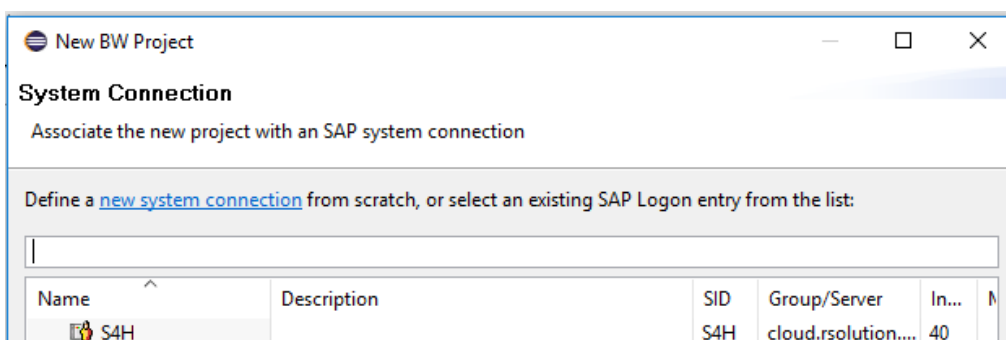 New BW Project
System Connection
Associate the new project with an SAP system connection
Define a new system connection from scratch, or select an existing SAP Logon entry from the list:
Name Description SID Group/Server In...
S4H S4H cloud.rsolution.... 40